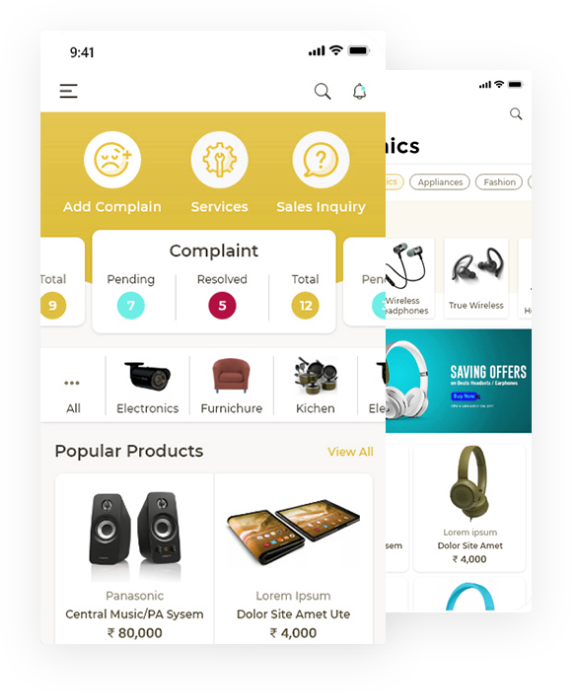 9:41
Add Complain
Services
Sales Inquiry
Complaint
Total
9
Pending
7
Resolved
5
Total
12
Pen
All
Electronics
Furnichure
Kichen
Ele
Popular Products
View All
Panasonic
Central Music/PA Sysem
₹ 80,000
Lorem Ipsum
Dolor Site Amet Ute
₹ 4,000
nics
ics
Appliances
Fashion
Wireless
adphones
True Wireless
SAVING OFFERS
on Beats Headsets / Earphones
Buy Now
sem
Lorem ipsum
Dolor Site Amet
₹ 4,000